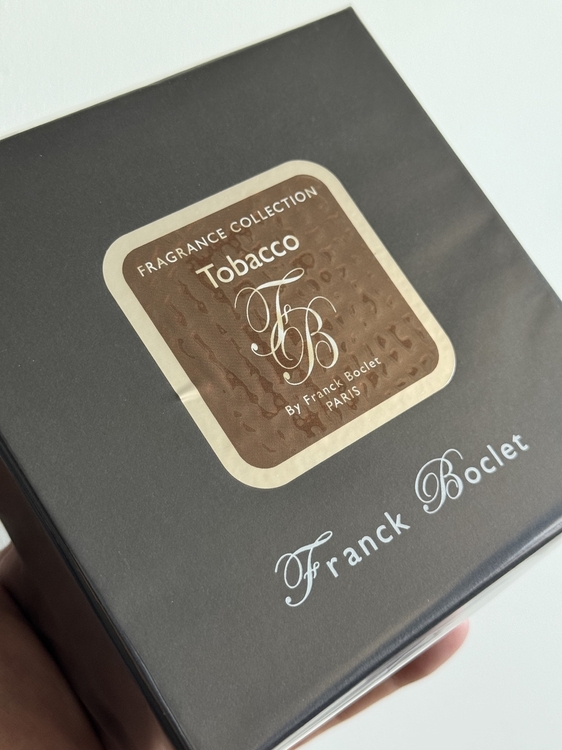 FRAGRANCE COLLECTION
Tobacco
FB
By Franck Boclet
PARIS
Franck Boclet